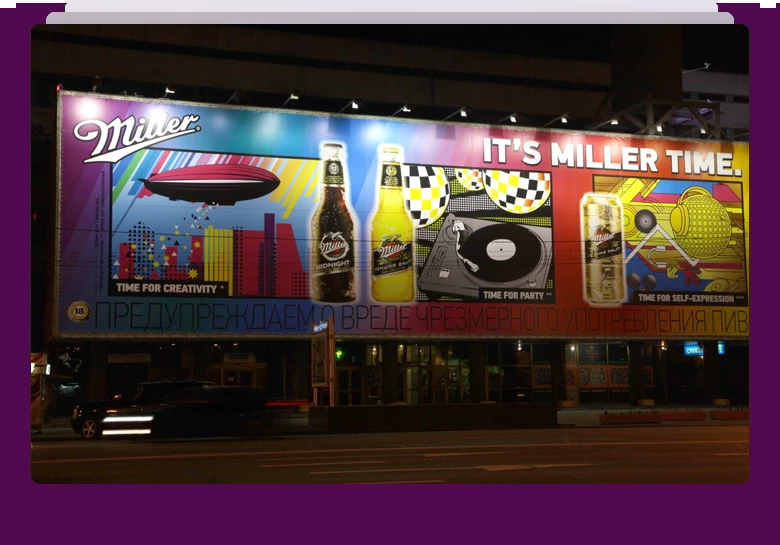 Miller
IT'S MILLER TIME.
Miller
MIDNIGHT
Miller
GENUINE DRAFT
Miller
TIME FOR CREATIVITY *
TIME FOR PARTY **
TIME FOR SELF-EXPRESSION ***
18
ПРЕДУПРЕЖДАЕМ О ВРЕДЕ ЧРЕЗМЕРНОГО УПОТРЕБЛЕНИЯ ПИВ